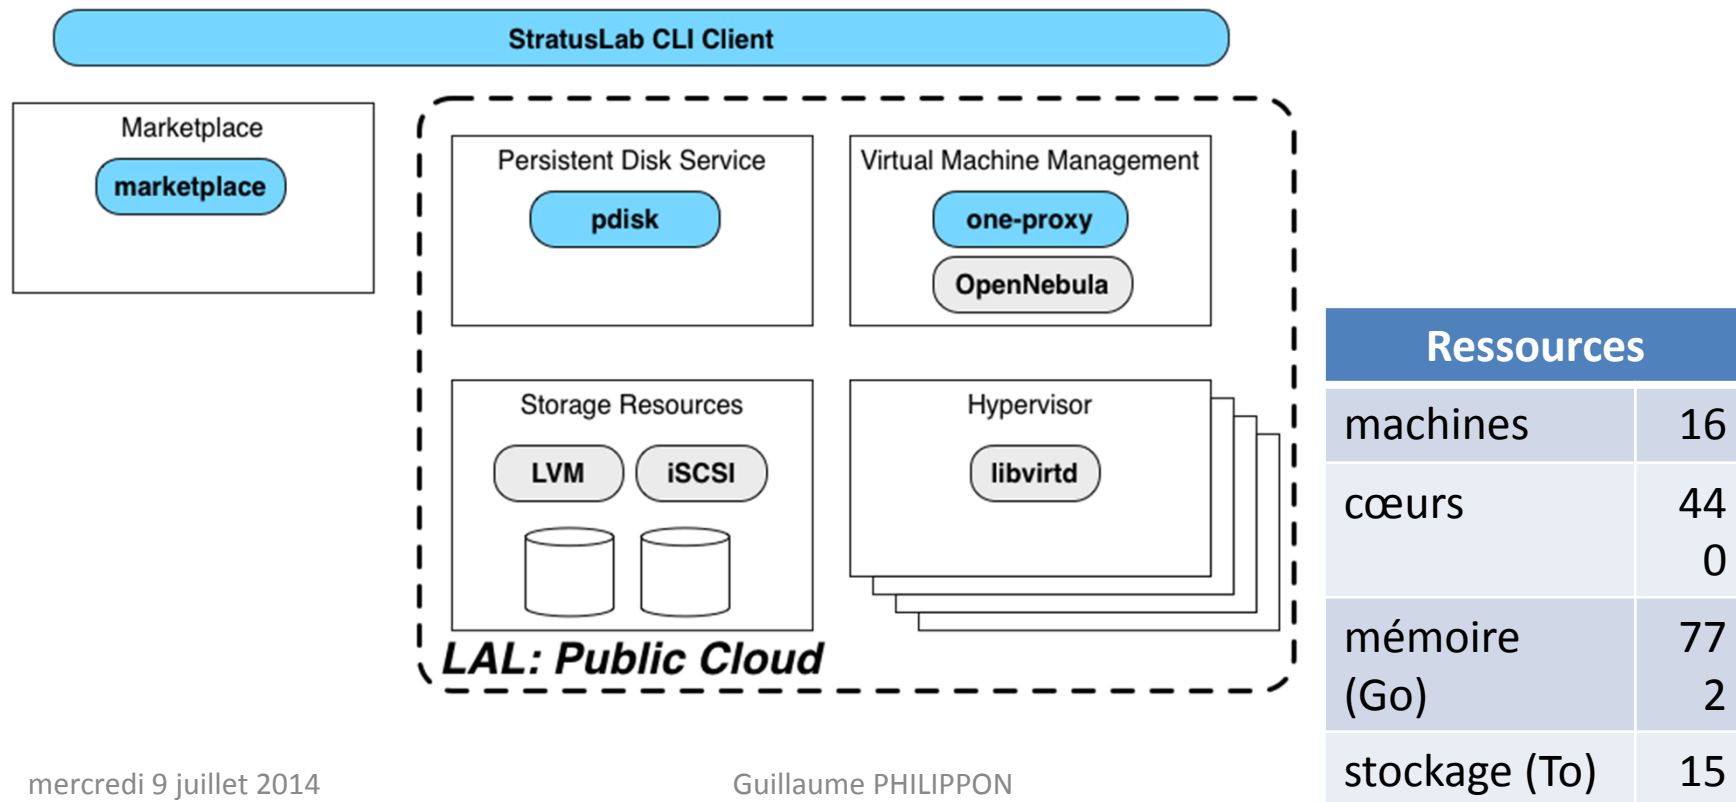 StratusLab CLI Client
Marketplace
marketplace
Persistent Disk Service
pdisk
Virtual Machine Management
one-proxy
OpenNebula
Storage Resources
LVM iSCSI
Hypervisor
libvirtd
LAL: Public Cloud
Ressources
machines 16
cœurs 44
0
mémoire 77
(Go) 2
stockage (To) 15
mercredi 9 juillet 2014
Guillaume PHILIPPON